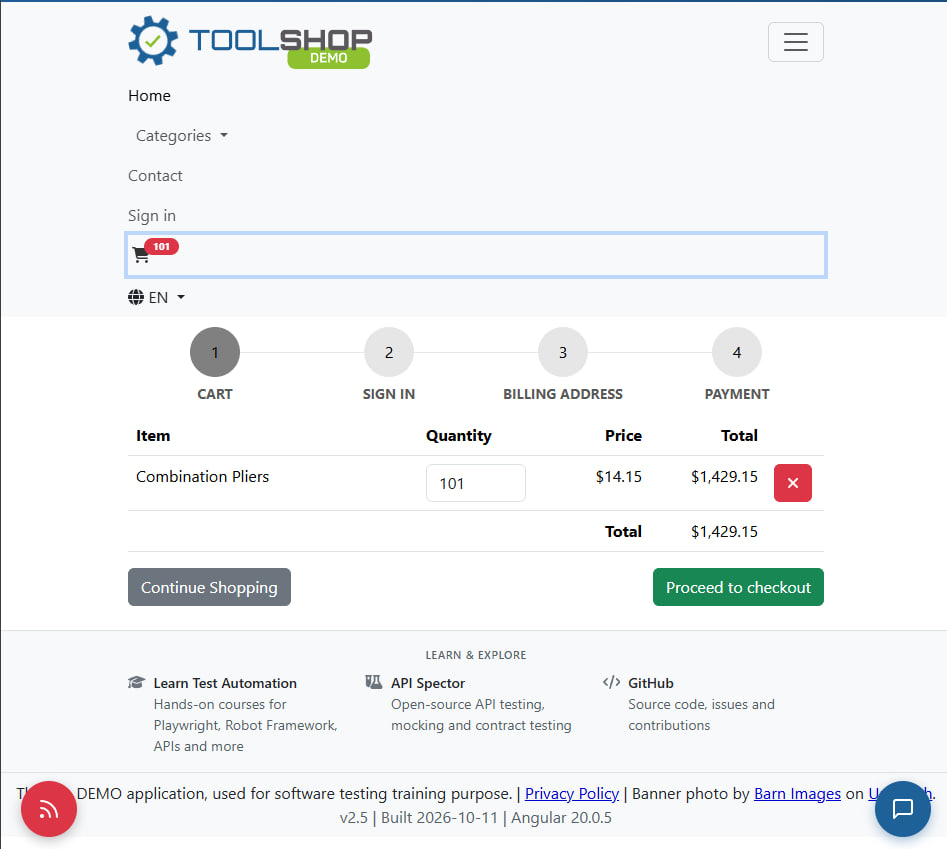 TOOLSHOP
DEMO
Home
Categories
Contact
Sign in
101
EN
1 2 3 4
CART SIGN IN BILLING ADDRESS PAYMENT
Item Quantity Price Total
Combination Pliers 101 $14.15 $1,429.15
Total $1,429.15
Continue Shopping Proceed to checkout
LEARN & EXPLORE
Learn Test Automation
Hands-on courses for
Playwright, Robot Framework,
APIs and more
API Spector
Open-source API testing,
mocking and contract testing
GitHub
Source code, issues and
contributions
DEMO application, used for software testing training purpose. | Privacy Policy | Banner photo by Barn Images on
v2.5 | Built 2026-10-11 | Angular 20.0.5